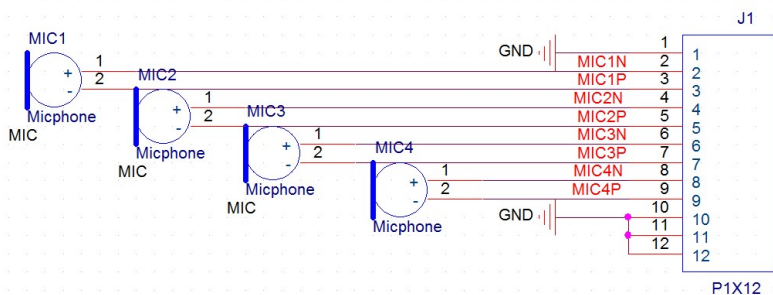 J1
MIC1
1
+
2
-
Micphone
MIC
MIC2
1
+
2
-
Micphone
MIC
MIC3
1
+
2
-
Micphone
MIC
MIC4
1
+
2
-
Micphone
GND
1 1
MIC1N 2 2
MIC1P 3 3
MIC2N 4 4
MIC2P 5 5
MIC3N 6 6
MIC3P 7 7
MIC4N 8 8
MIC4P 9 9
GND 10 10
11 11
12 12
P1X12